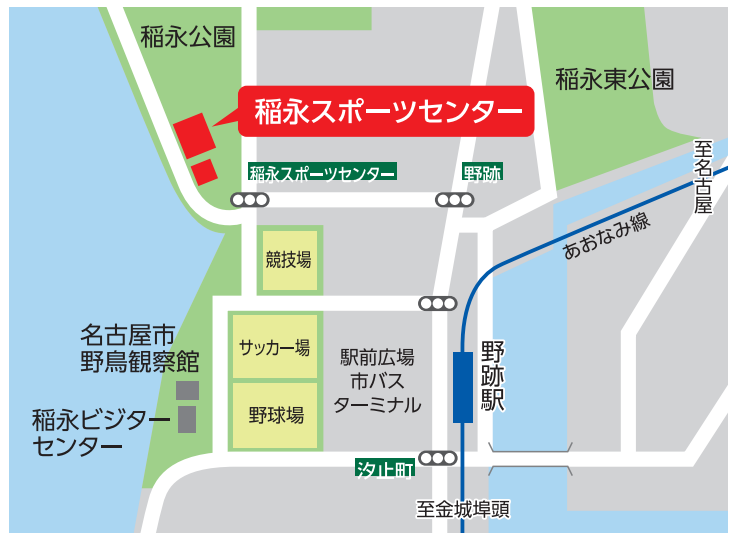 稲永公園
稲永東公園
稲永スポーツセンター
至名古屋
稲永スポーツセンター
野跡
あおなみ線
競技場
名古屋市
野鳥観察館
サッカー場
駅前広場
市バス
ターミナル
野跡駅
稲永ビジター
センター
野球場
汐止町
至金城埠頭